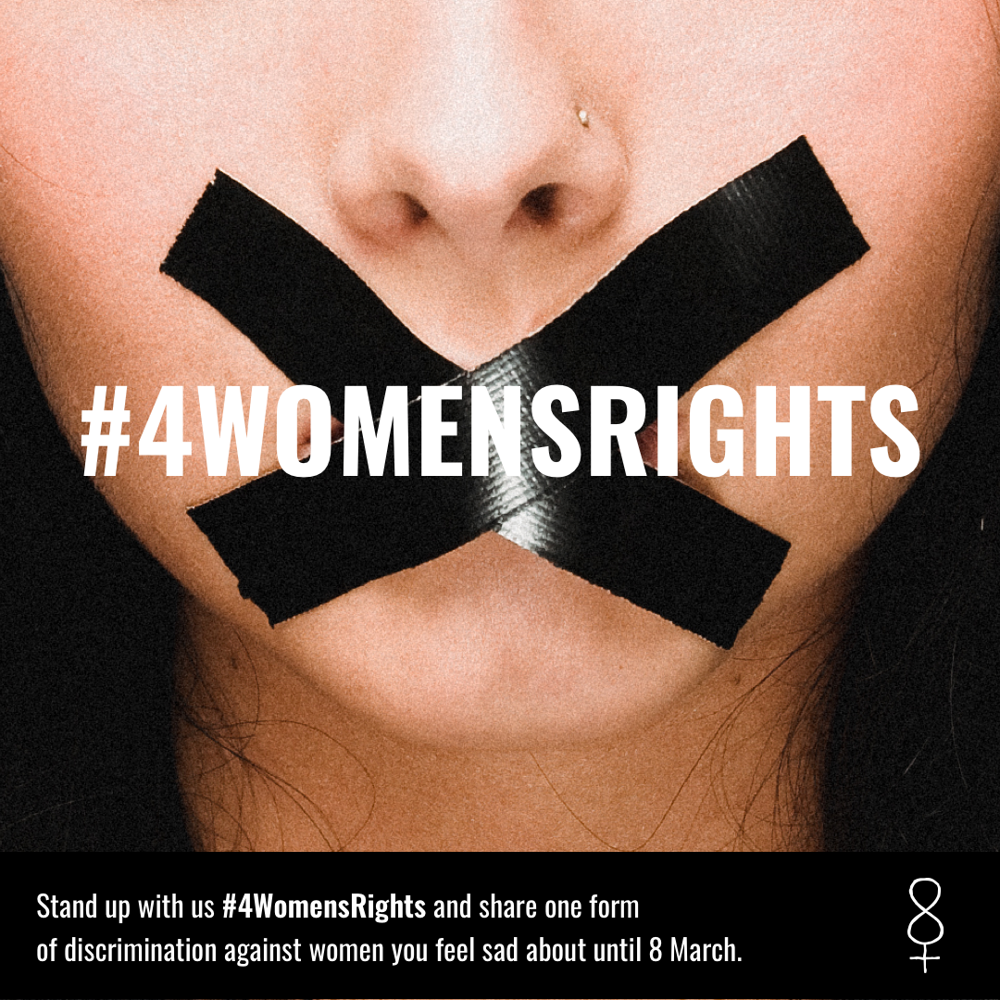 #4WOMENSRIGHTS
Stand up with us #4WomensRights and share one form
of discrimination against women you feel sad about until 8 March.